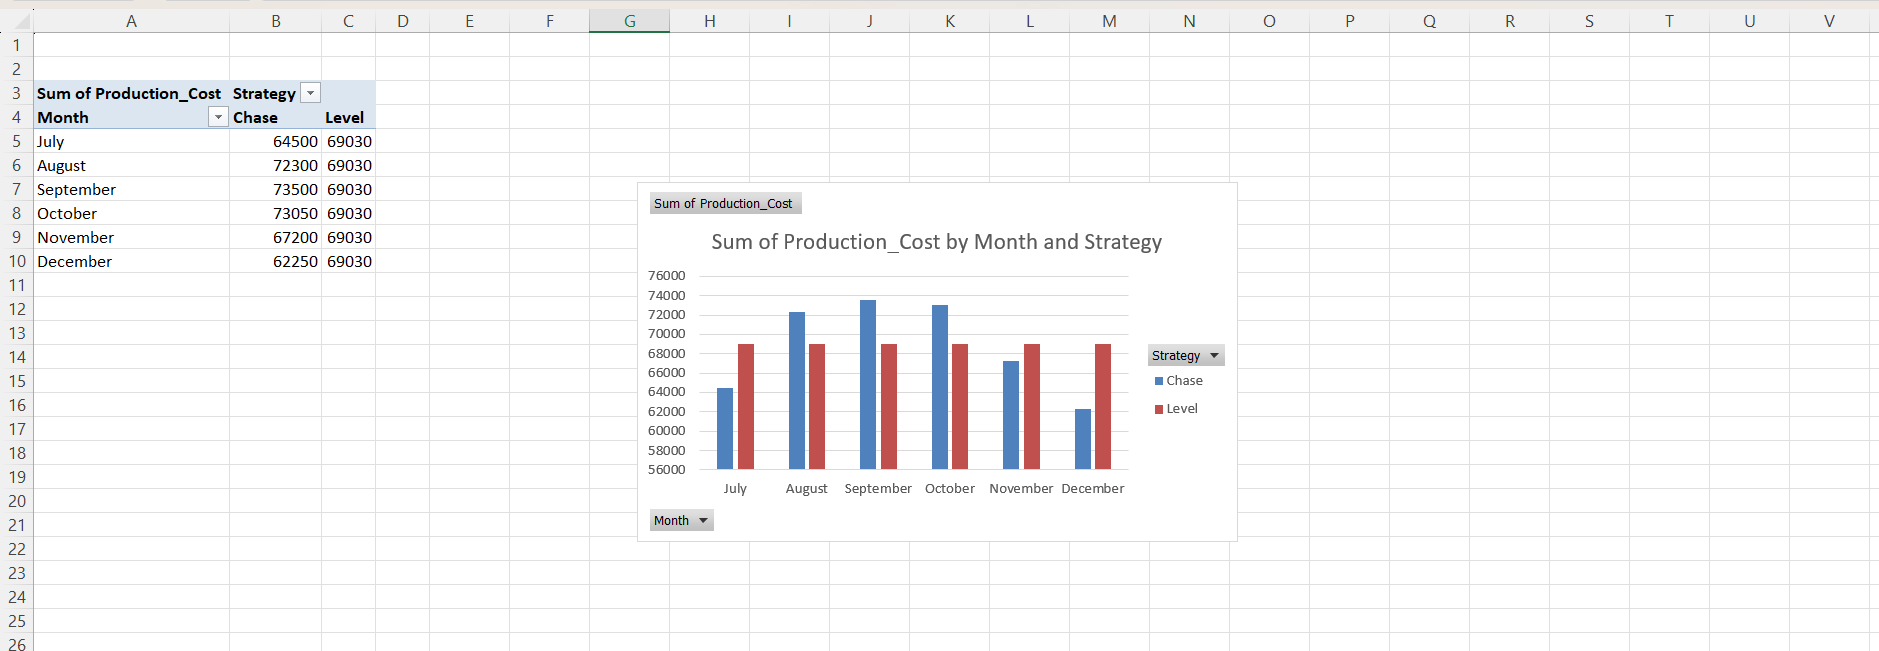 A B C D E F G H I J K L M N O P Q R S T U V
1
2
3 Sum of Production_Cost Strategy
4 Month Chase Level
5 July 64500 69030
6 August 72300 69030
7 September 73500 69030
8 October 73050 69030
9 November 67200 69030
10 December 62250 69030
11
12
13
14
15
16
17
18
19
20
21
22
23
24
25
26
Sum of Production_Cost
Sum of Production_Cost by Month and Strategy
76000
74000
72000
70000
68000
66000
64000
62000
60000
58000
56000
July August September October November December
Strategy
Chase
Level
Month